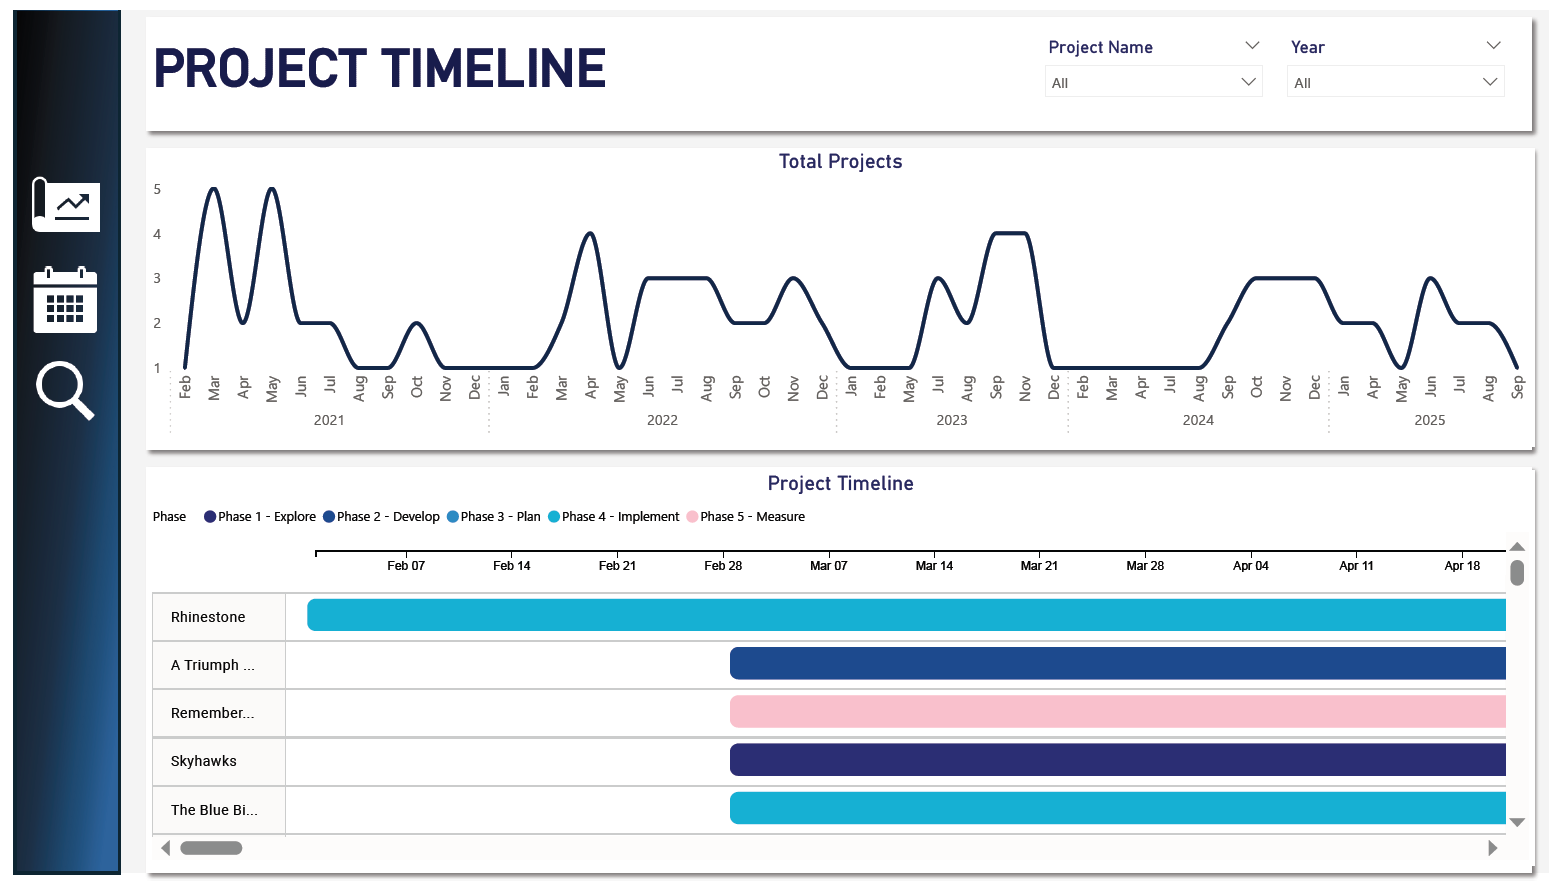 PROJECT TIMELINE
Project Name
Year
All
All
Total Projects
5
4
3
2
1
Feb Mar Apr May Jun Jul Aug Sep Oct Nov Dec Jan Feb Mar Apr May Jun Jul Aug Sep Oct Nov Dec Jan Feb May Jul Aug Sep Nov Dec Feb Mar Apr Jul Aug Sep Oct Nov Dec Jan Apr May Jun Jul Aug Sep
2021 2022 2023 2024 2025
Project Timeline
Phase Phase 1 - Explore Phase 2 - Develop Phase 3 - Plan Phase 4 - Implement Phase 5 - Measure
Feb 07 Feb 14 Feb 21 Feb 28 Mar 07 Mar 14 Mar 21 Mar 28 Apr 04 Apr 11 Apr 18
Rhinestone
A Triumph ...
Remember...
Skyhawks
The Blue Bi...